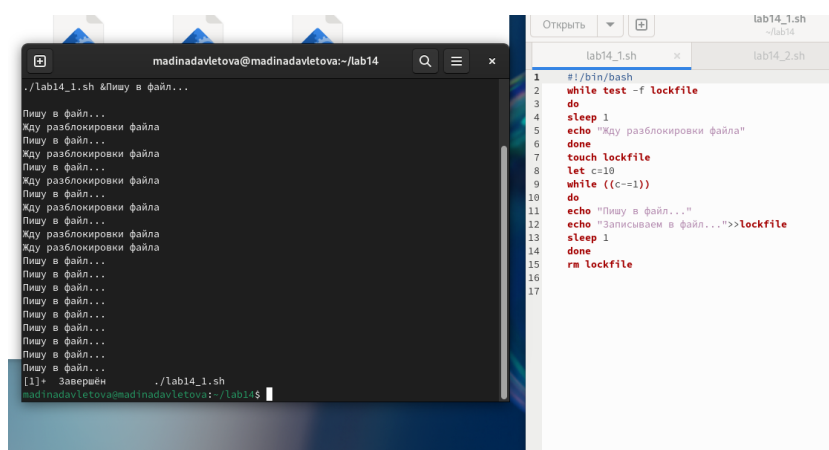 madinadavletova@madinadavletova:~/lab14
./lab14_1.sh &Пишу в файл...
Пишу в файл...
Жду разблокировки файла
Пишу в файл...
Жду разблокировки файла
Пишу в файл...
Жду разблокировки файла
Пишу в файл...
Жду разблокировки файла
Пишу в файл...
Жду разблокировки файла
Жду разблокировки файла
Пишу в файл...
Пишу в файл...
Пишу в файл...
Пишу в файл...
Пишу в файл...
Пишу в файл...
Пишу в файл...
Пишу в файл...
Пишу в файл...
[1]+ Завершён ./lab14_1.sh
madinadavletova@madinadavletova:~/lab14$
Открыть
lab14_1.sh
~/lab14
lab14_1.sh × lab14_2.sh
1 #!/bin/bash
2 while test -f lockfile
3 do
4 sleep 1
5 echo "Жду разблокировки файла"
6 done
7 touch lockfile
8 let c=10
9 while ((c-=1))
10 do
11 echo "Пишу в файл..."
12 echo "Записываем в файл...">>lockfile
13 sleep 1
14 done
15 rm lockfile
16
17